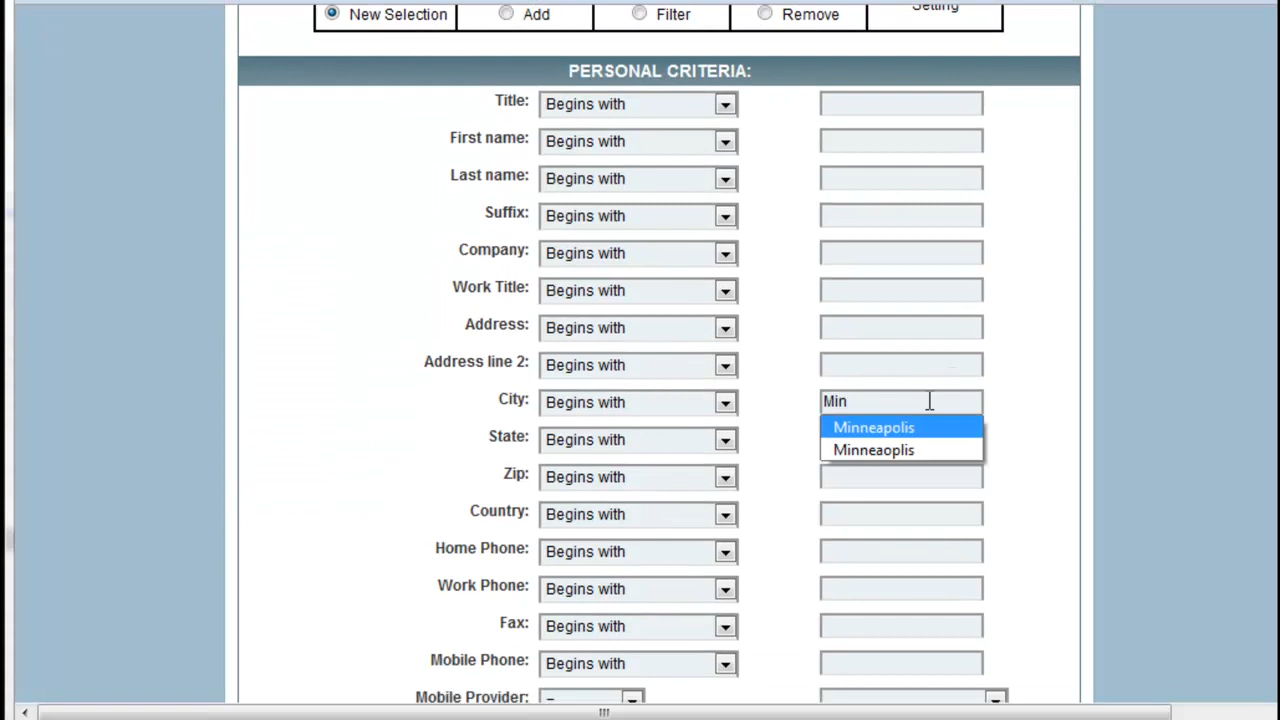 New Selection Add Filter Remove Setting
PERSONAL CRITERIA:
Title: Begins with
First name: Begins with
Last name: Begins with
Suffix: Begins with
Company: Begins with
Work Title: Begins with
Address: Begins with
Address line 2: Begins with
City: Begins with Min
Minneapolis
State: Begins with
Minneaoplis
Zip: Begins with
Country: Begins with
Home Phone: Begins with
Work Phone: Begins with
Fax: Begins with
Mobile Phone: Begins with
Mobile Provider: –